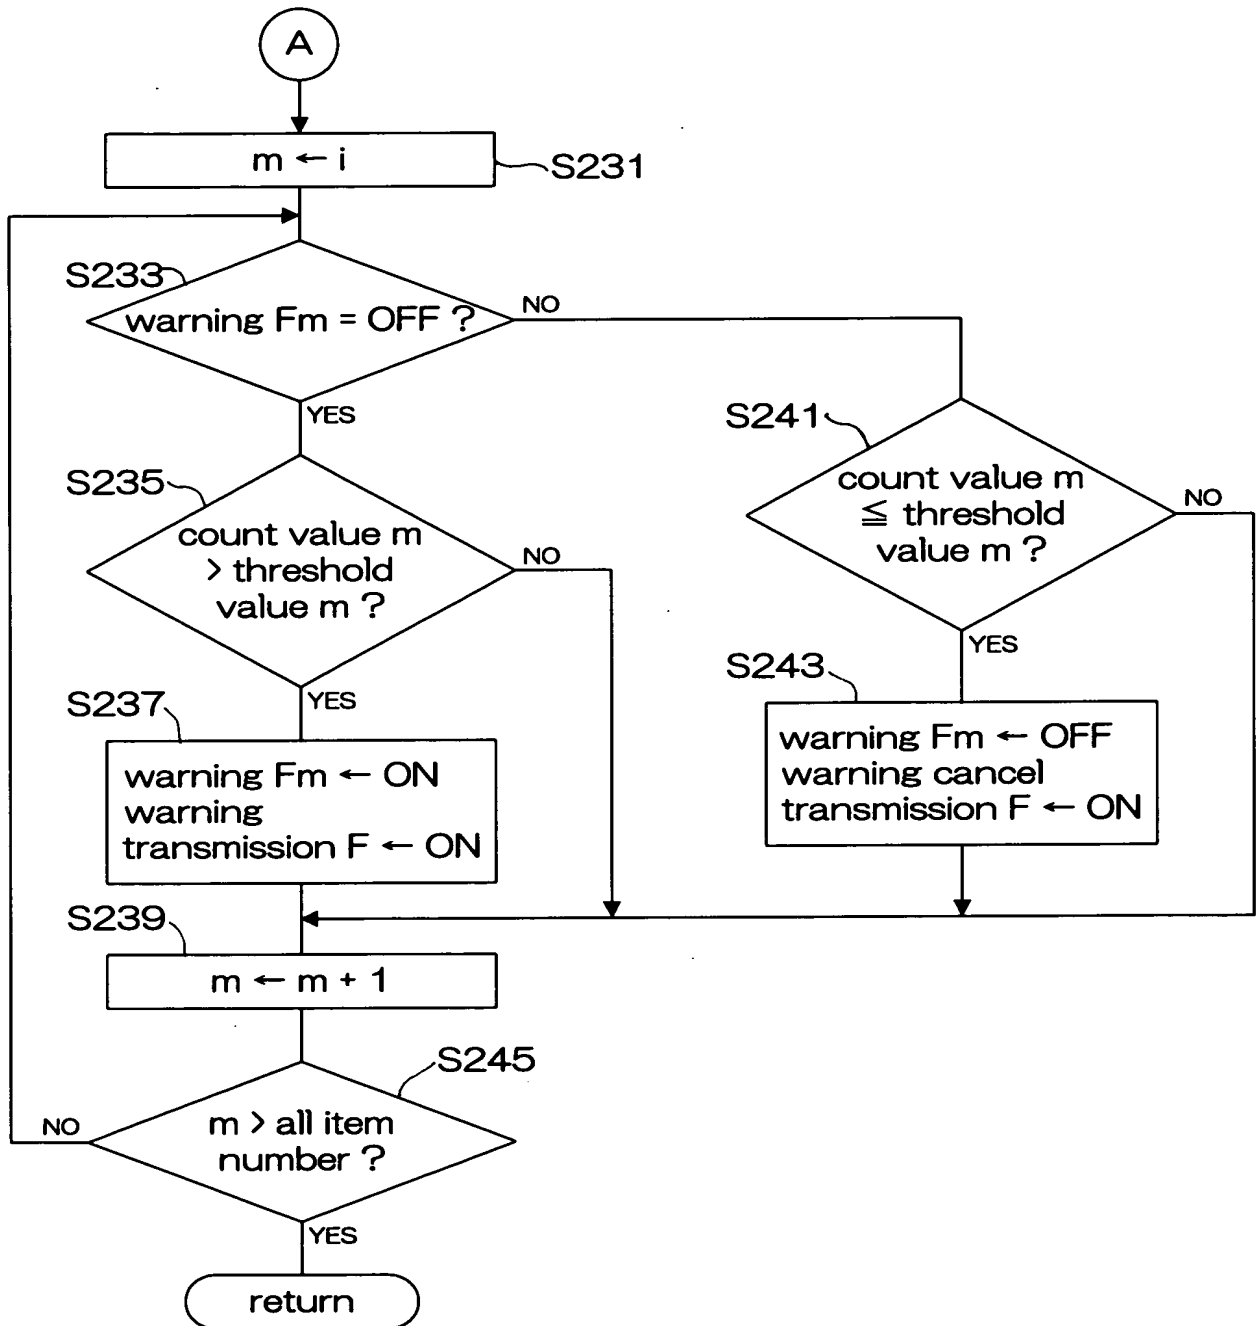 A
m ← i
S231
S233
warning Fm = OFF ?
NO
YES
S235
count value m
> threshold
value m ?
NO
YES
S241
count value m
≦ threshold
value m ?
NO
YES
S237
warning Fm ← ON
warning
transmission F ← ON
S243
warning Fm ← OFF
warning cancel
transmission F ← ON
S239
m ← m + 1
S245
m > all item
number ?
NO
YES
return